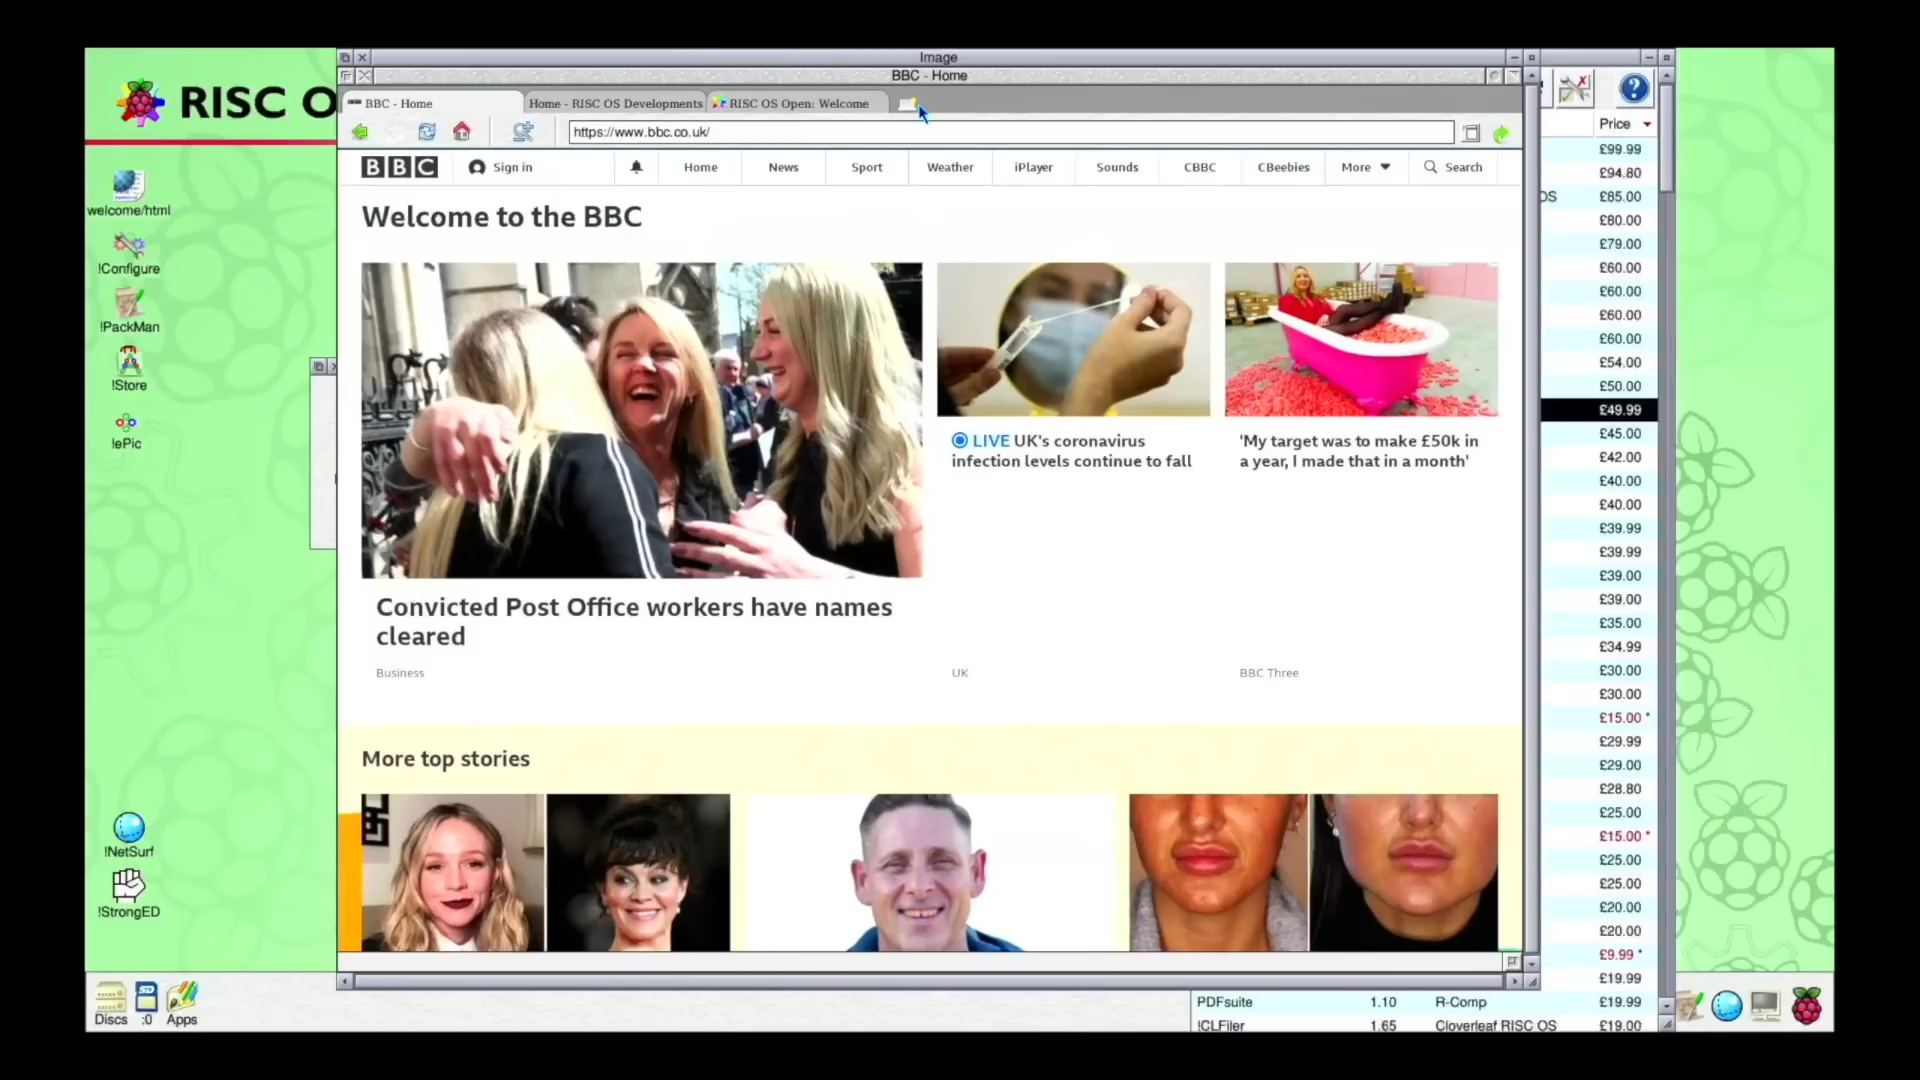 RISC O
welcome/html
!Configure
!PackMan
!Store
!ePic
!NetSurf
!StrongED
Discs
:0
Apps
Image
BBC - Home
BBC - Home
Home - RISC OS Developments
RISC OS Open: Welcome
https://www.bbc.co.uk/
BBC
Sign in
Home
News
Sport
Weather
iPlayer
Sounds
CBBC
CBeebies
More
Search
Welcome to the BBC
Convicted Post Office workers have names
cleared
Business
LIVE UK's coronavirus
infection levels continue to fall
UK
'My target was to make £50k in
a year, I made that in a month'
BBC Three
More top stories
Price
£99.99
£94.80
OS £85.00
£80.00
£79.00
£60.00
£60.00
£60.00
£60.00
£54.00
£50.00
£49.99
£45.00
£42.00
£40.00
£40.00
£39.99
£39.99
£39.00
£39.00
£35.00
£34.99
£30.00
£30.00
£15.00 *
£29.99
£29.00
£28.80
£25.00
£15.00 *
£25.00
£25.00
£20.00
£20.00
£9.99 *
£19.99
PDFsuite 1.10 R-Comp £19.99
!CLFiler 1.65 Cloverleaf RISC OS £19.00